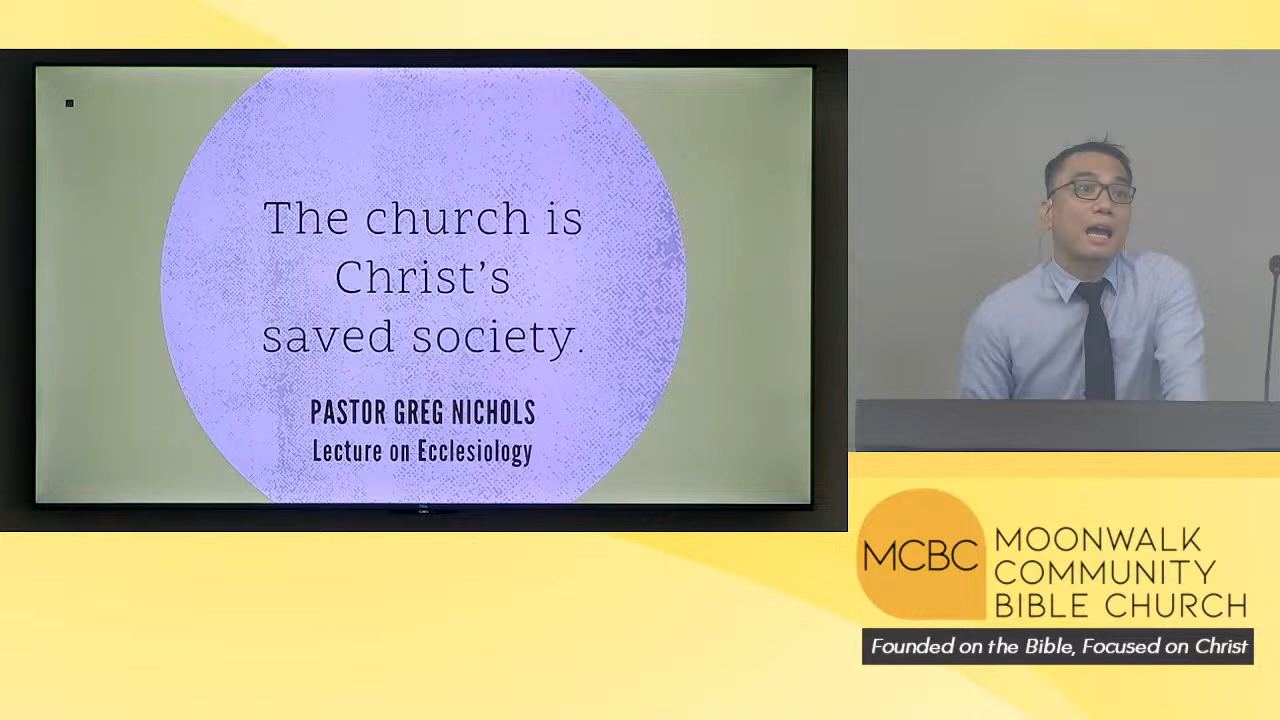 The church is
Christ's
saved society.
PASTOR GREG NICHOLS
Lecture on Ecclesiology
MCBC
MOONWALK
COMMUNITY
BIBLE CHURCH
Founded on the Bible, Focused on Christ